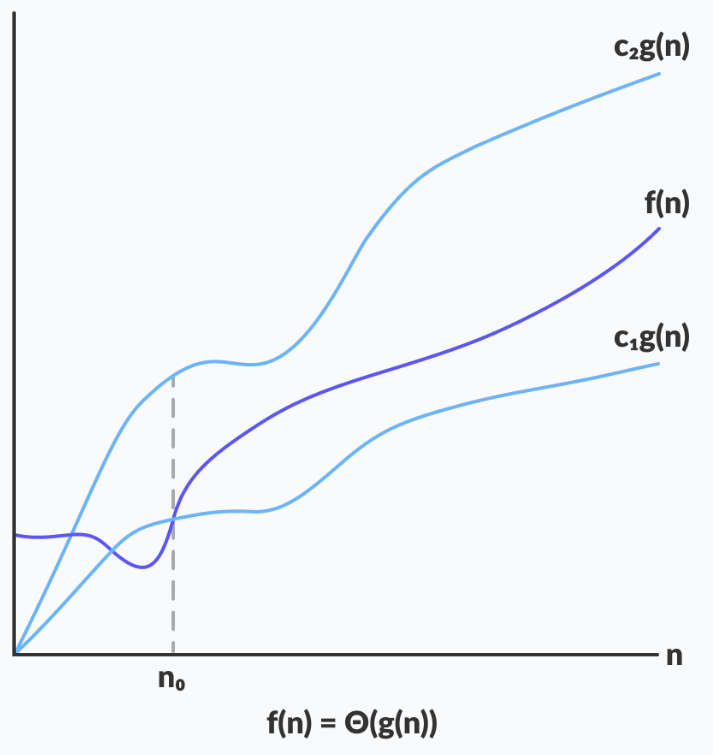 c₂g(n)
f(n)
c₁g(n)
n
n₀
f(n) = Θ(g(n))